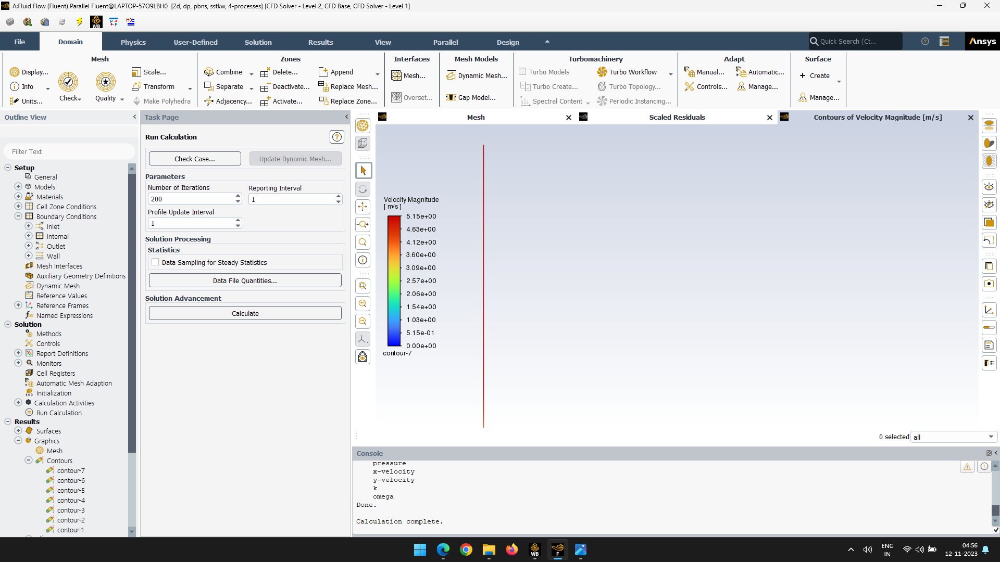 A:Fluid Flow (Fluent) Parallel Fluent@LAPTOP-57O9LBH0 [2d, dp, pbns, sstkw, 4-processes] [CFD Solver - Level 2, CFD Base, CFD Solver - Level 1]
WB
File
Domain
Physics
User-Defined
Solution
Results
View
Parallel
Design
Quick Search (Ct...
Ansys
Mesh
Display...
Info
Units...
Check
Quality
Scale...
Transform
Make Polyhedra
Zones
Combine
Separate
Adjacency...
Delete...
Deactivate...
Activate...
Append
Replace Mesh...
Replace Zone...
Interfaces
Mesh...
Overset...
Mesh Models
Dynamic Mesh...
Gap Model...
Turbomachinery
Turbo Models
Turbo Create...
Spectral Content
Turbo Workflow
Turbo Topology...
Periodic Instancing...
Adapt
Manual...
Controls...
Automatic...
Manage...
Surface
Create
Manage...
Outline View
Filter Text
Setup
General
Models
Materials
Cell Zone Conditions
Boundary Conditions
Inlet
Internal
Outlet
Wall
Mesh Interfaces
Auxiliary Geometry Definitions
Dynamic Mesh
Reference Values
Reference Frames
Named Expressions
Solution
Methods
Controls
Report Definitions
Monitors
Cell Registers
Automatic Mesh Adaption
Initialization
Calculation Activities
Run Calculation
Results
Surfaces
Graphics
Mesh
Contours
contour-7
contour-6
contour-5
contour-4
contour-3
contour-2
contour-1
Task Page
Run Calculation
Check Case...
Update Dynamic Mesh...
Parameters
Number of Iterations
Reporting Interval
200
1
Profile Update Interval
1
Solution Processing
Statistics
Data Sampling for Steady Statistics
Data File Quantities...
Solution Advancement
Calculate
Mesh
Scaled Residuals
Contours of Velocity Magnitude [m/s]
Velocity Magnitude
[ m/s ]
5.15e+00
4.63e+00
4.12e+00
3.60e+00
3.09e+00
2.57e+00
2.06e+00
1.54e+00
1.03e+00
5.15e-01
0.00e+00
contour-7
0 selected
all
Console
pressure
x-velocity
y-velocity
k
omega
Done.
Calculation complete.
WB
F
ENG
IN
04:56
12-11-2023